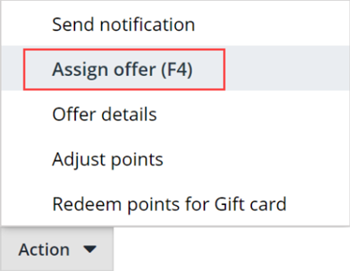 Send notification
Assign offer (F4)
Offer details
Adjust points
Redeem points for Gift card
Action